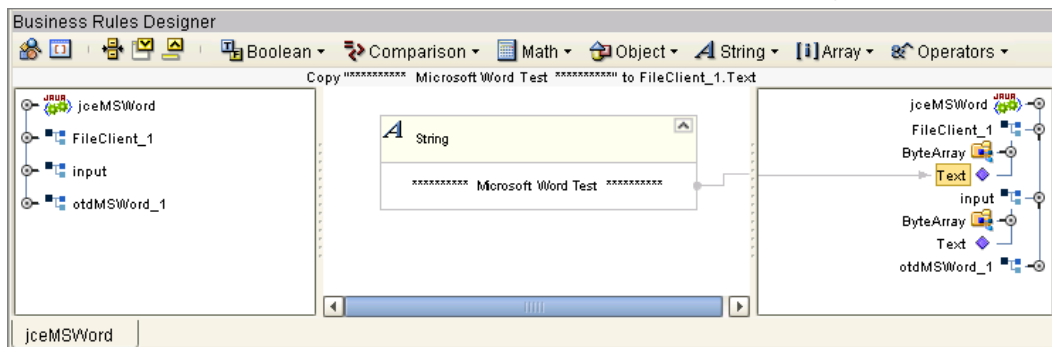 Business Rules Designer
Boolean Comparison Math Object String [i] Array Operators
Copy "********** Microsoft Word Test **********" to FileClient_1.Text
jceMSWord
FileClient_1
input
otdMSWord_1
A String
********** Microsoft Word Test **********
JAVA
jceMSWord
FileClient_1
ByteArray
Text
input
ByteArray
Text
otdMSWord_1
jceMSWord